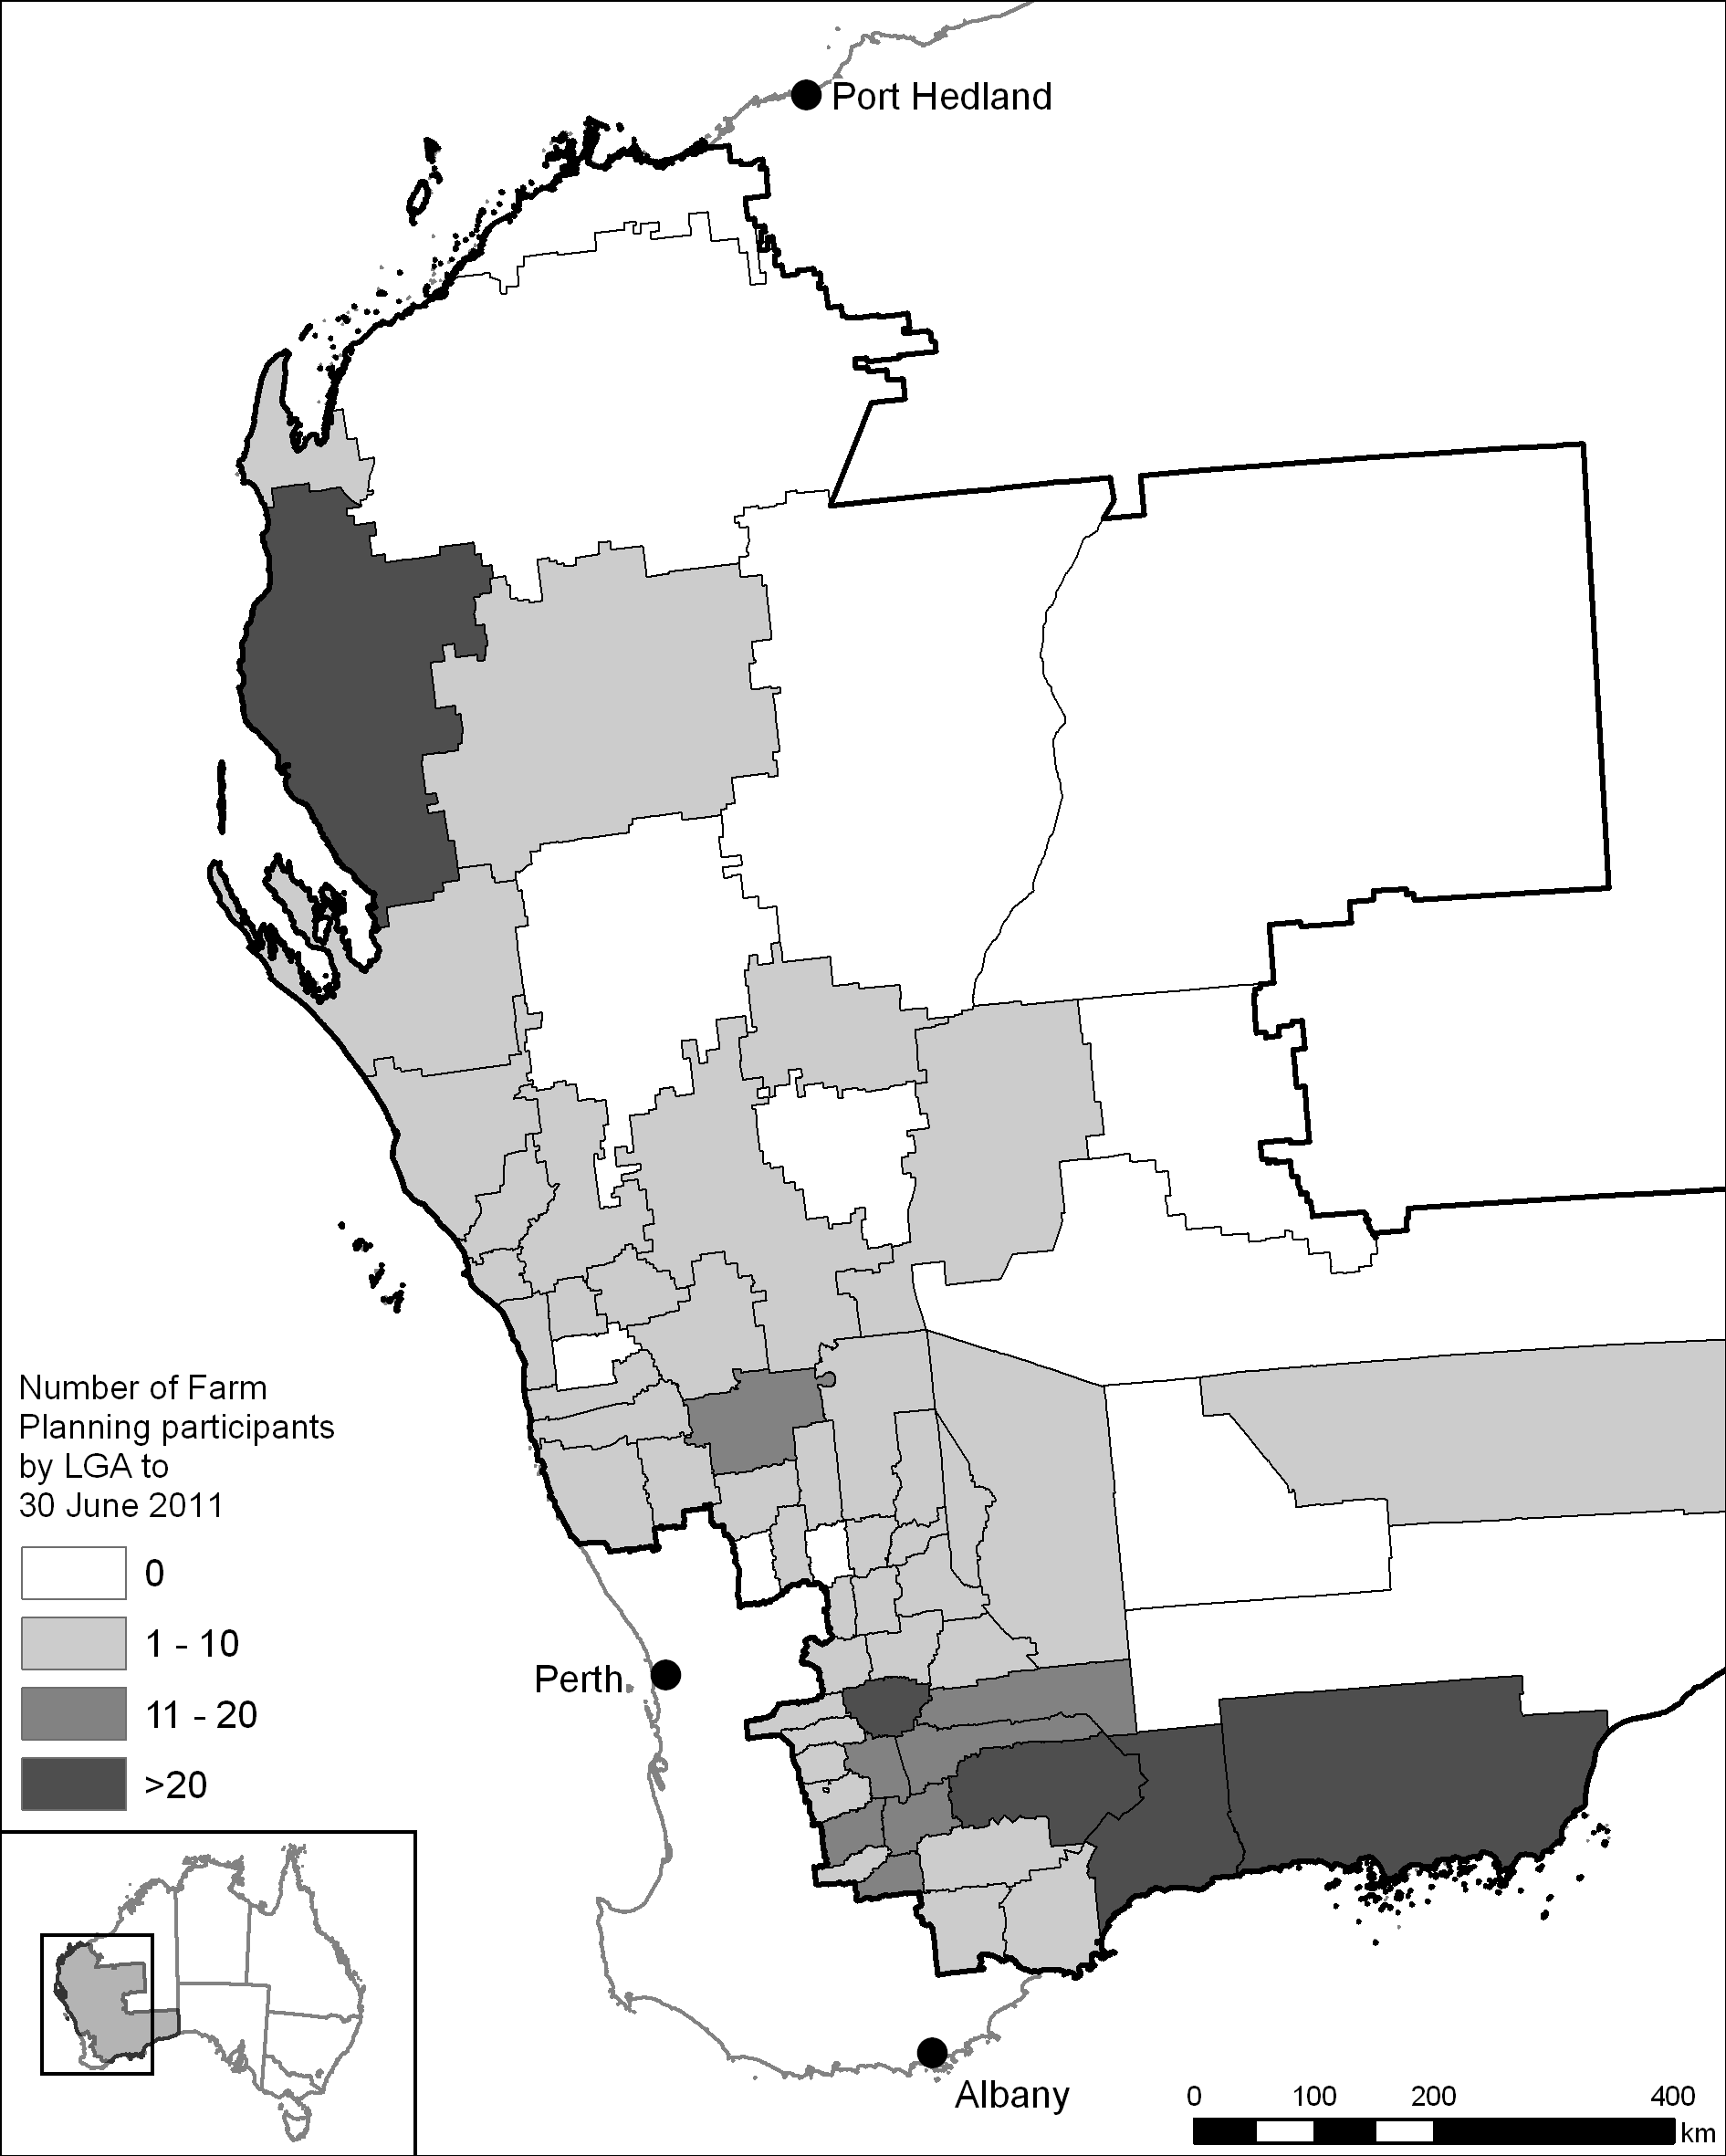 Port Hedland
Number of Farm
Planning participants
by LGA to
30 June 2011
0
1 - 10
11 - 20
>20
Perth
Albany
0 100 200 400
km